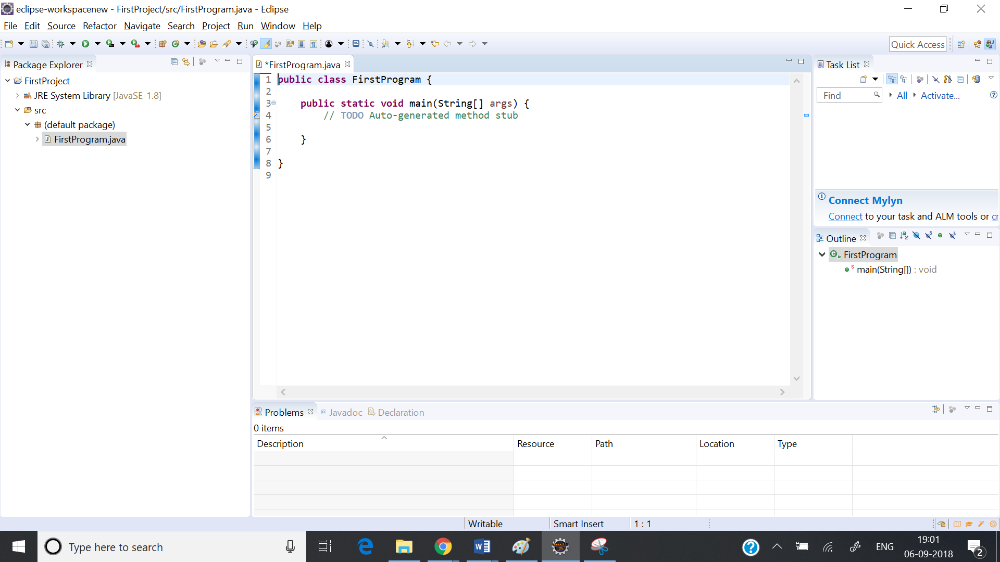 eclipse-workspacenew - FirstProject/src/FirstProgram.java - Eclipse
File Edit Source Refactor Navigate Search Project Run Window Help
Quick Access
Package Explorer
FirstProject
JRE System Library [JavaSE-1.8]
src
(default package)
FirstProgram.java
*FirstProgram.java
1 public class FirstProgram {
2
3 public static void main(String[] args) {
4 // TODO Auto-generated method stub
5
6 }
7
8 }
9
Task List
Find All Activate...
Connect Mylyn
Connect to your task and ALM tools or cr
Outline
FirstProgram
main(String[]) : void
Problems @ Javadoc Declaration
0 items
Description Resource Path Location Type
Writable Smart Insert 1 : 1
Type here to search
ENG
19:01
06-09-2018
2